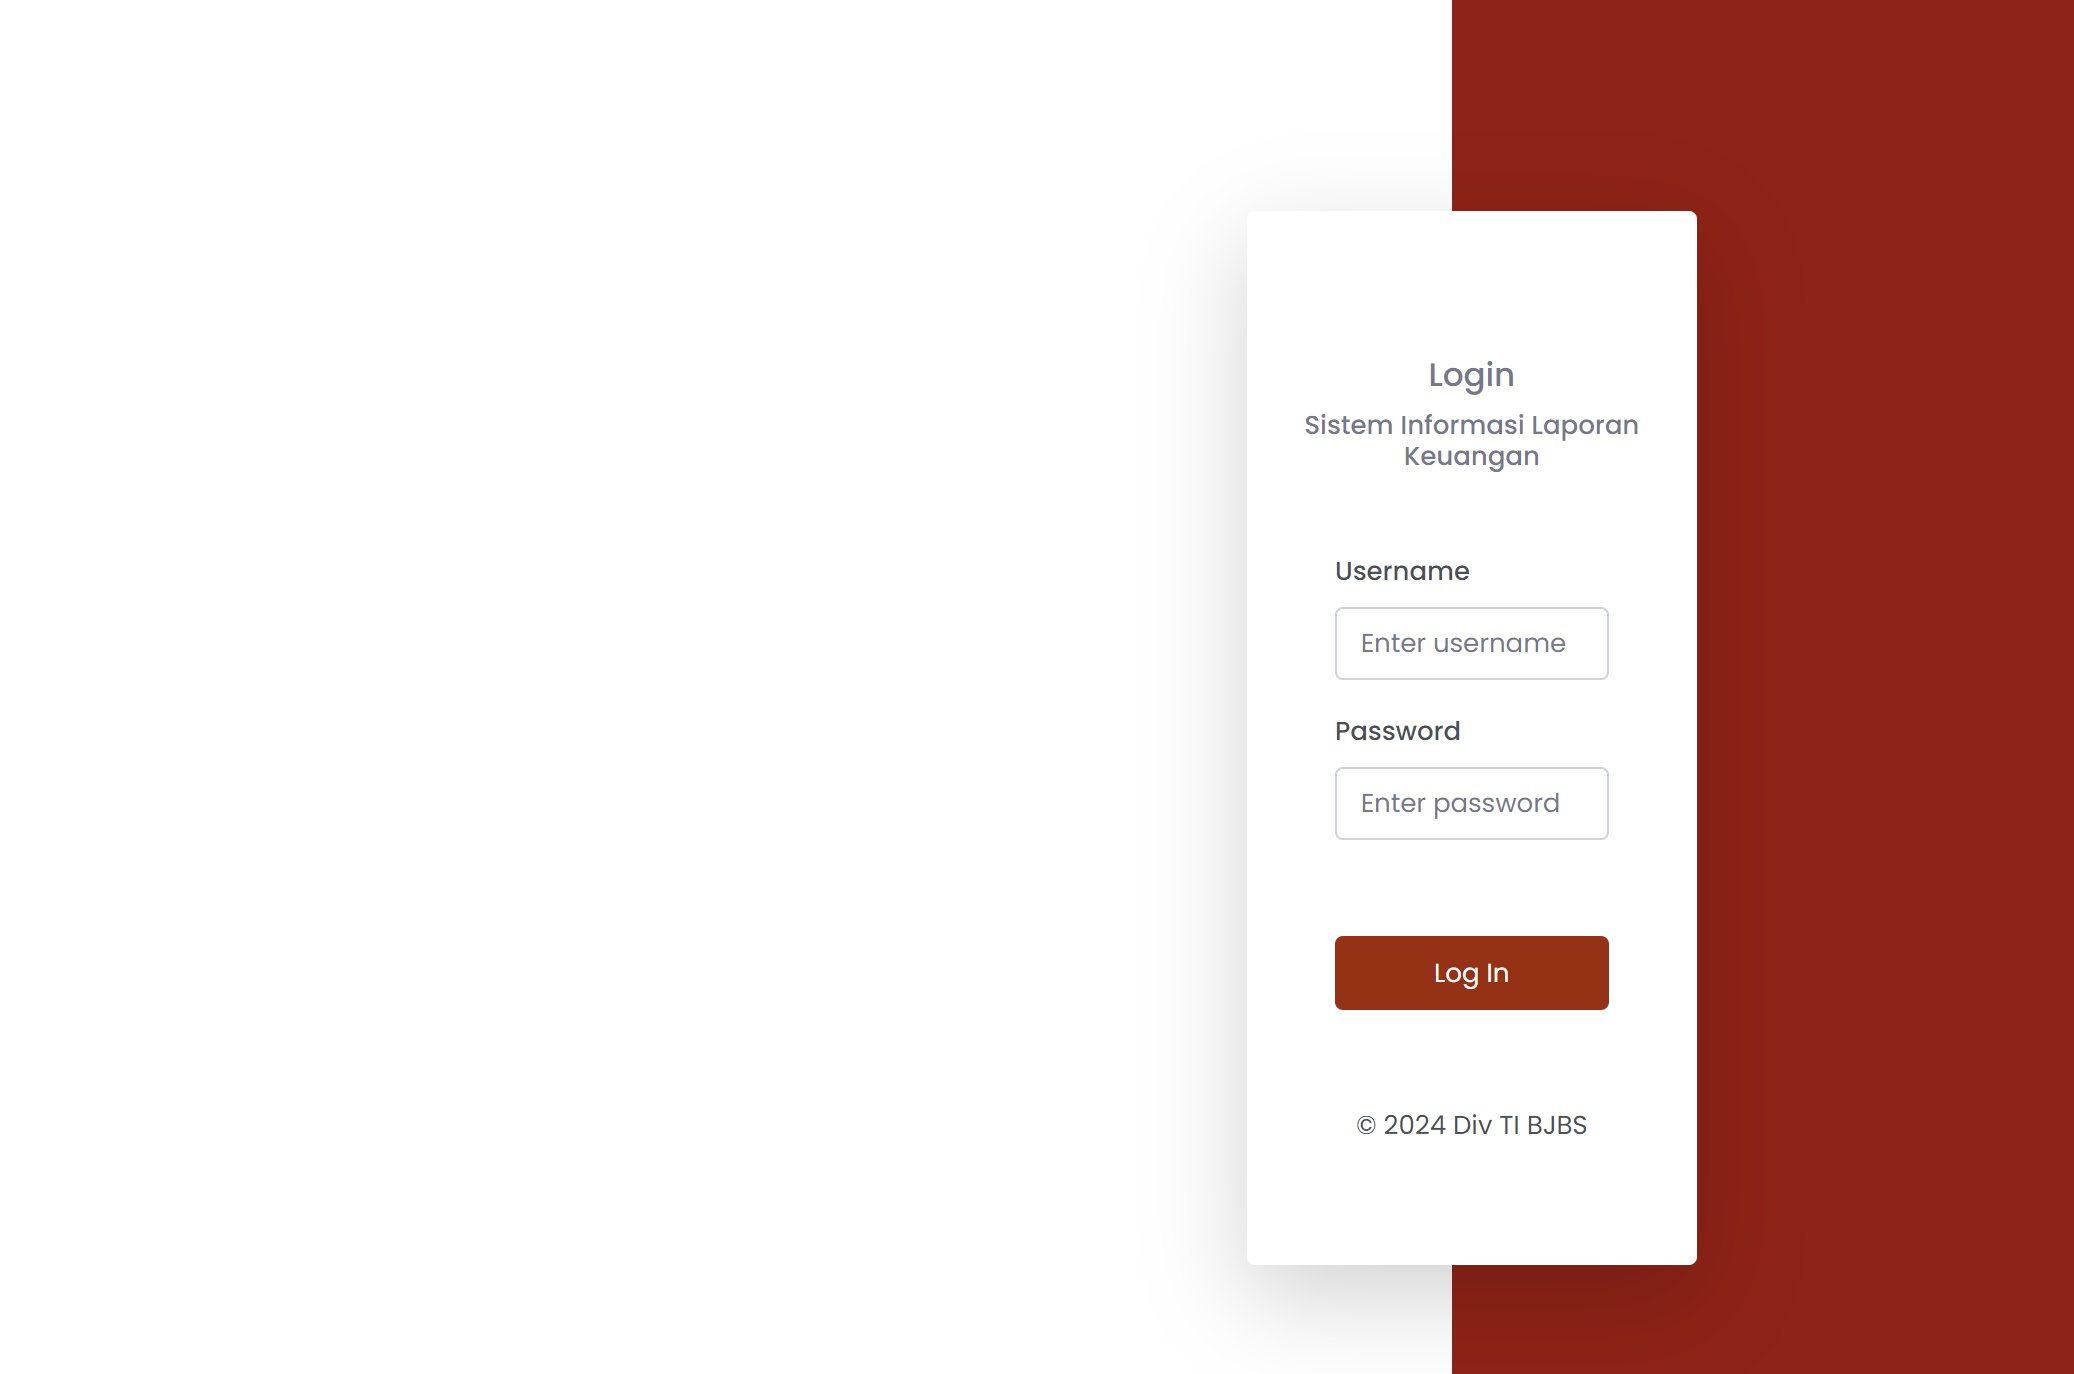 Login
Sistem Informasi Laporan
Keuangan
Username
Enter username
Password
Enter password
Log In
© 2024 Div TI BJBS